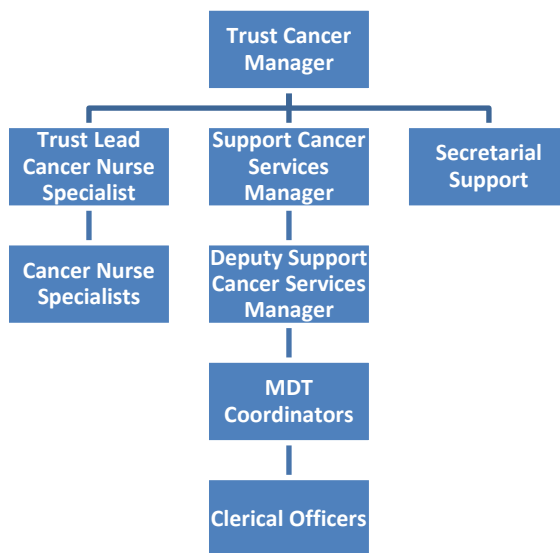 Trust Cancer
Manager
Trust Lead
Cancer Nurse
Specialist
Support Cancer
Services
Manager
Secretarial
Support
Cancer Nurse
Specialists
Deputy Support
Cancer Services
Manager
MDT
Coordinators
Clerical Officers